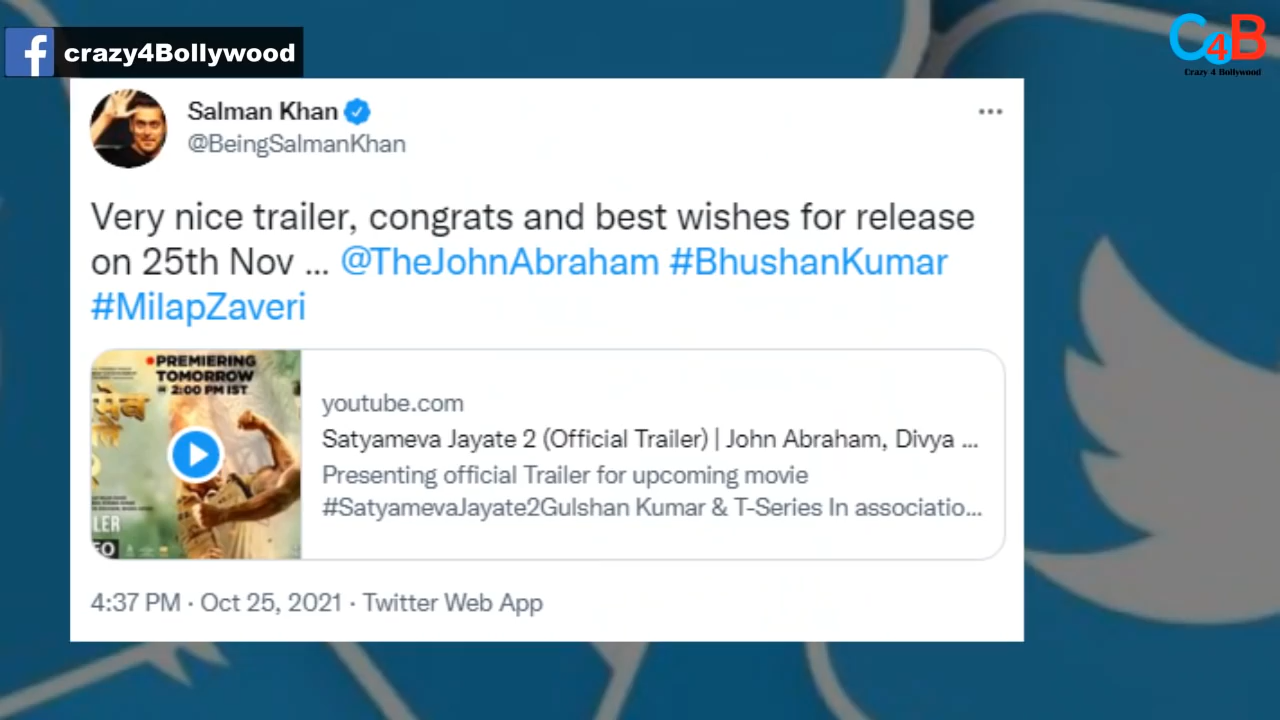 crazy4Bollywood
C4B
Crazy 4 Bollywood
Salman Khan
@BeingSalmanKhan
Very nice trailer, congrats and best wishes for release
on 25th Nov ... @TheJohnAbraham #BhushanKumar
#MilapZaveri
PREMIERING
TOMORROW
2:00 PM IST
LER
EO
youtube.com
Satyameva Jayate 2 (Official Trailer) | John Abraham, Divya ...
Presenting official Trailer for upcoming movie
#SatyamevaJayate2Gulshan Kumar & T-Series In associatio...
4:37 PM · Oct 25, 2021 · Twitter Web App